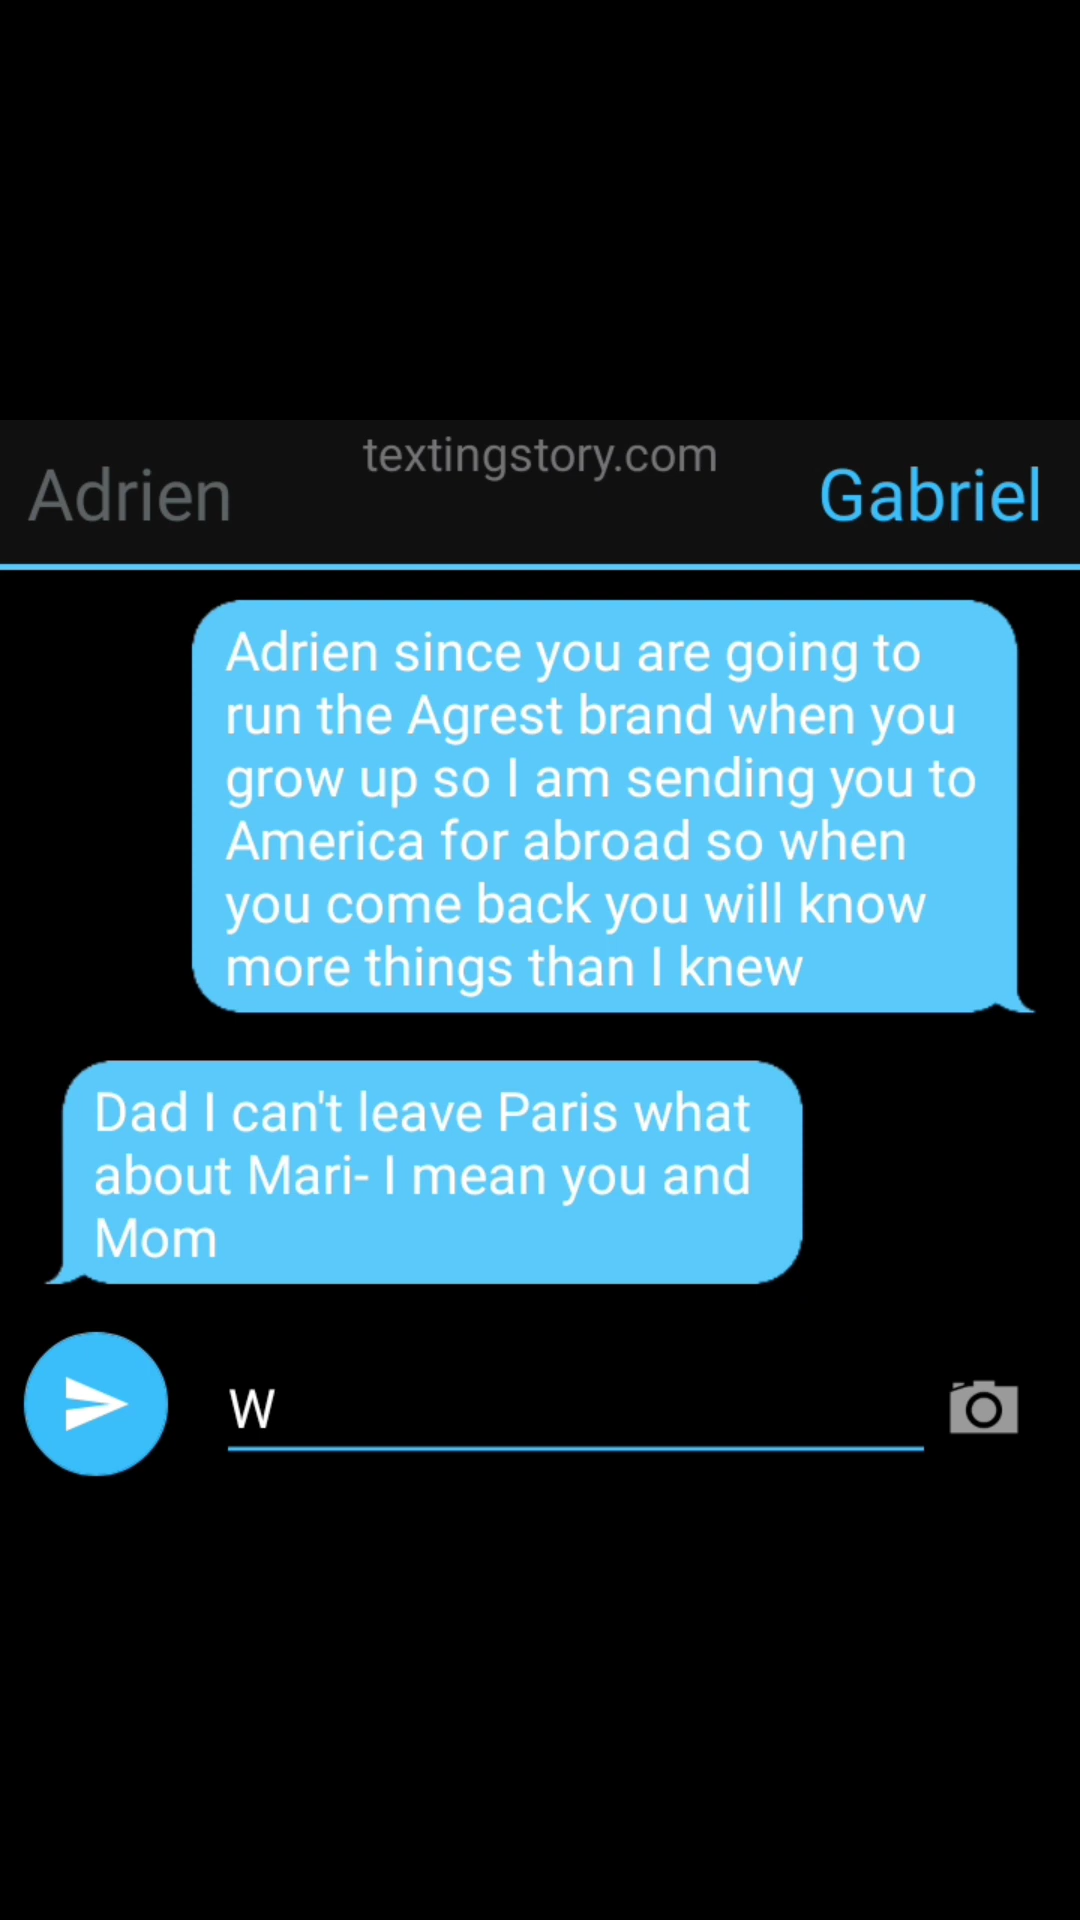 textingstory.com
Adrien
Gabriel
Adrien since you are going to
run the Agrest brand when you
grow up so I am sending you to
America for abroad so when
you come back you will know
more things than I knew
Dad I can't leave Paris what
about Mari- I mean you and
Mom
W